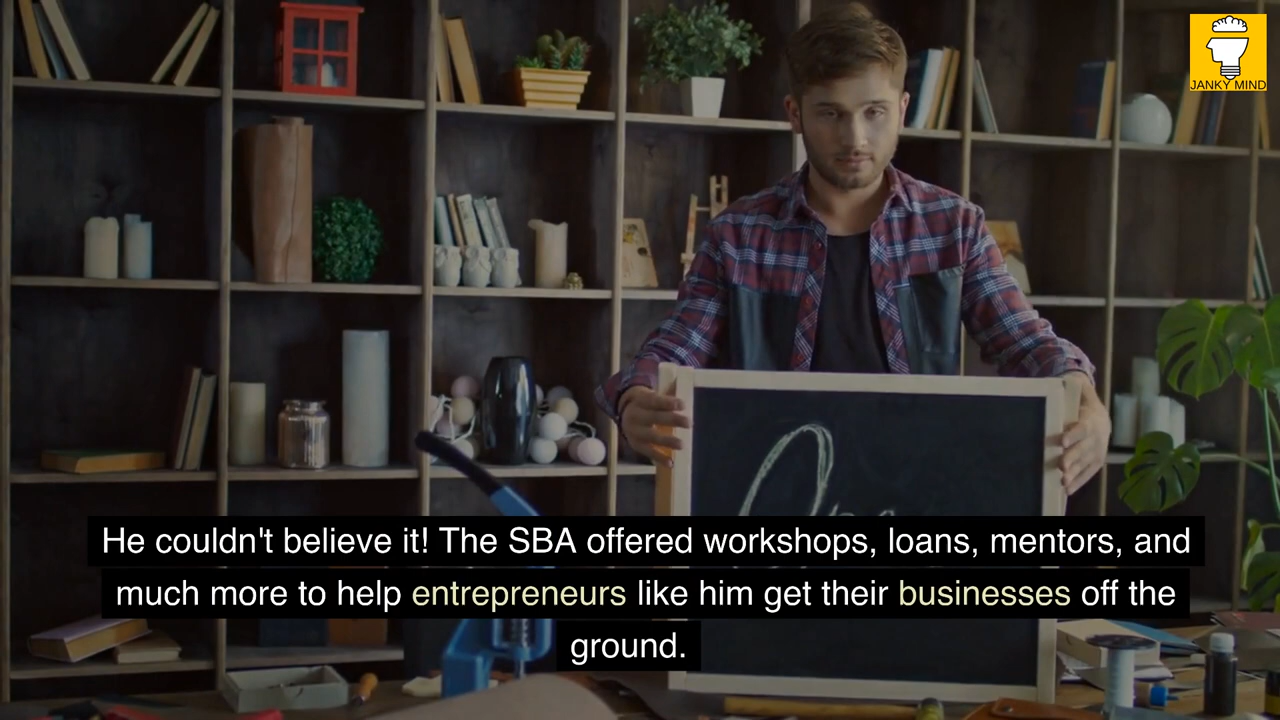 JANKY MIND
He couldn't believe it! The SBA offered workshops, loans, mentors, and
much more to help entrepreneurs like him get their businesses off the
ground.